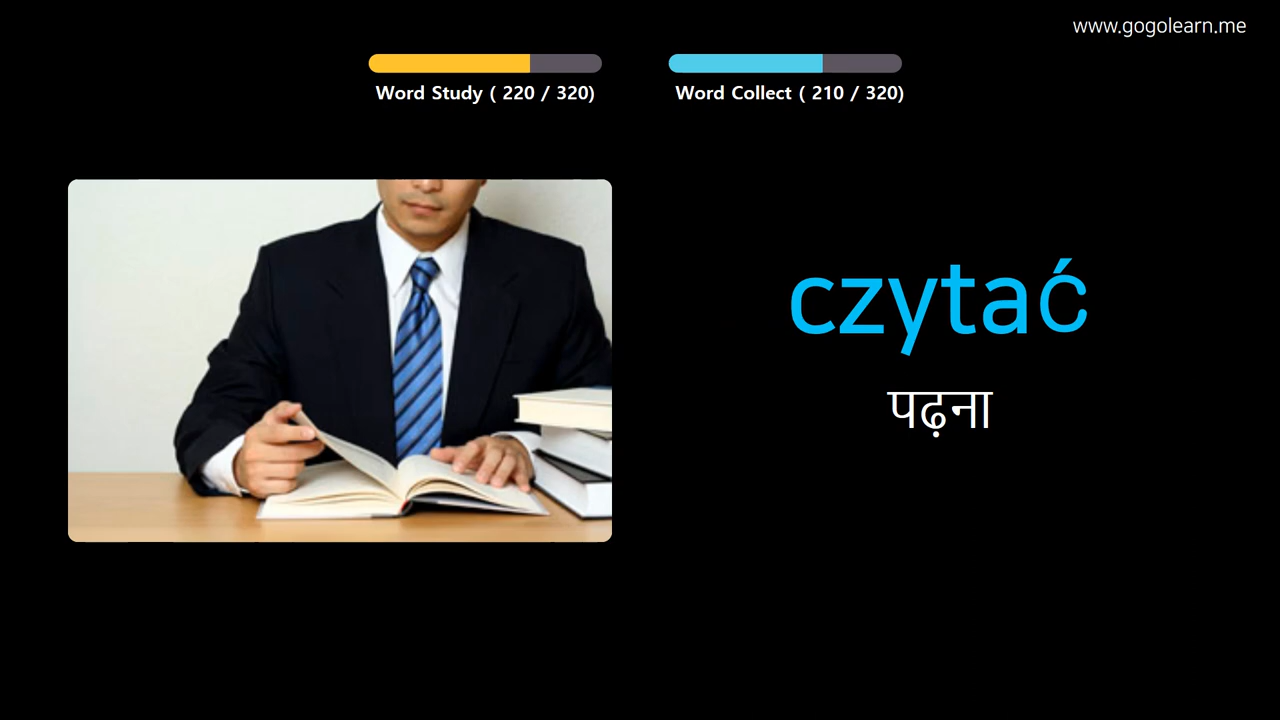 www.gogolearn.me
Word Study ( 220 / 320)
Word Collect ( 210 / 320)
czytać
पढ़ना